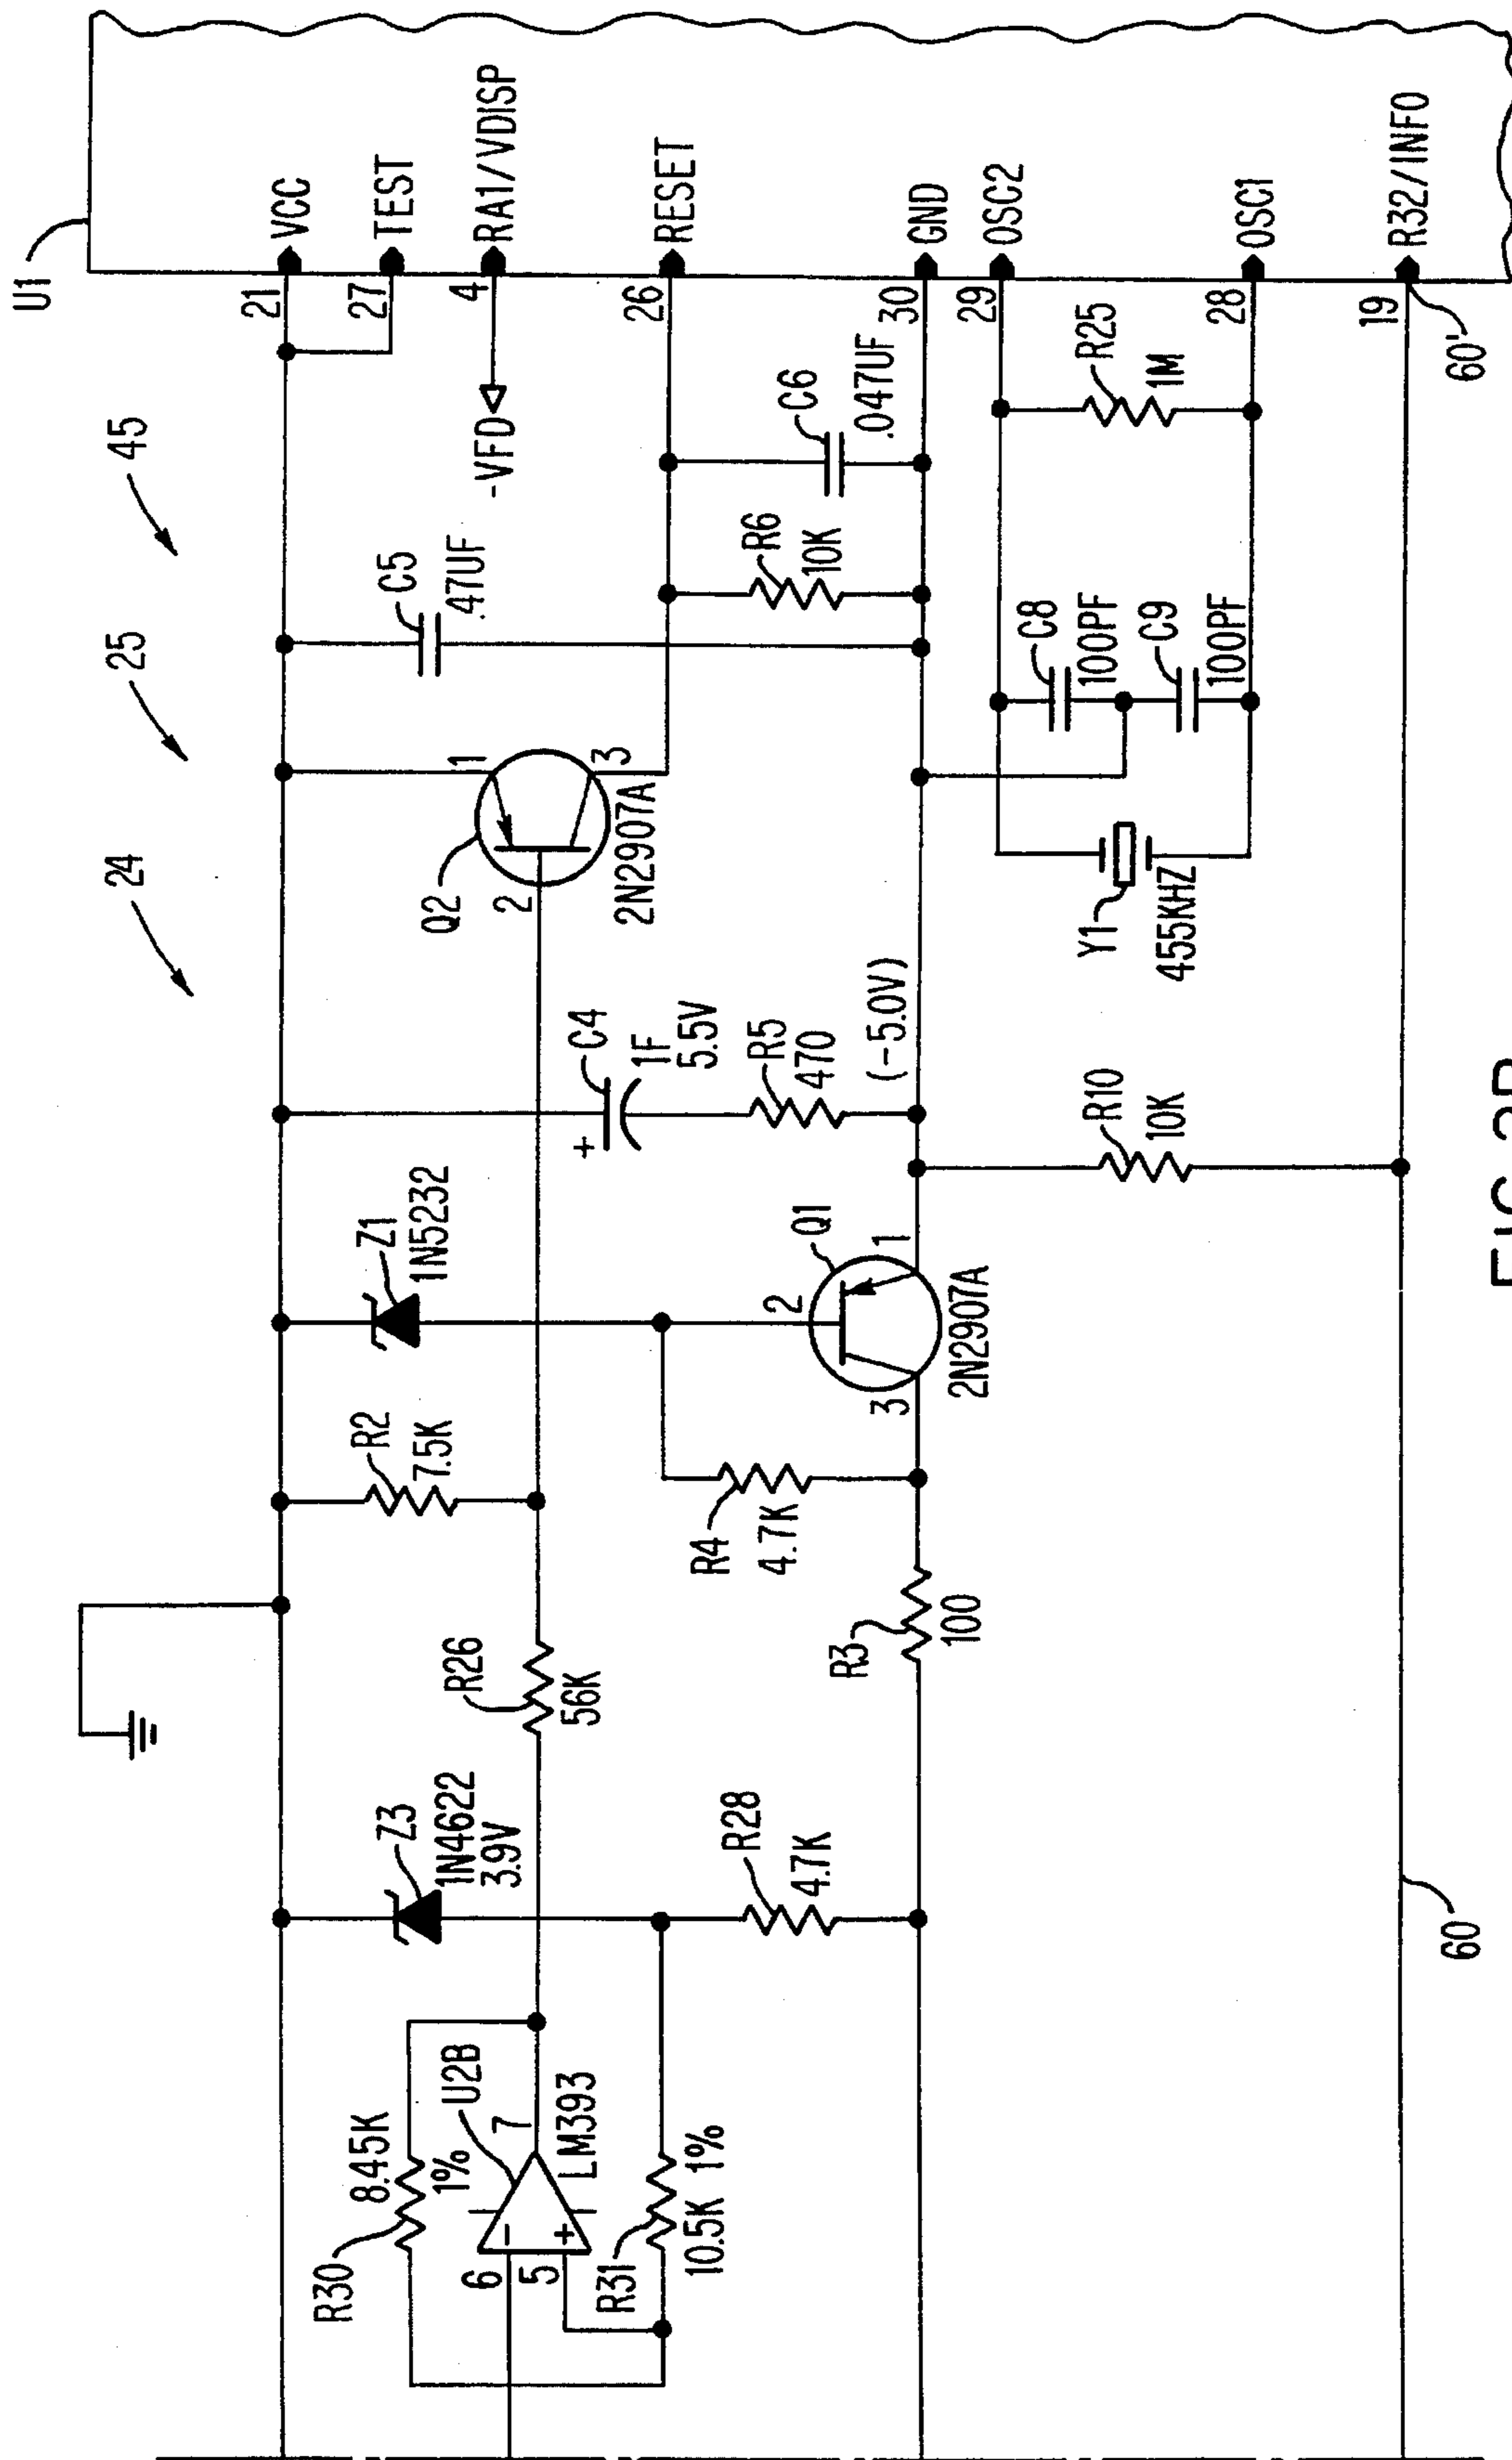 U1
45
25
24
21
VCC
27
TEST
4
RA1/VDISP
-VFD
26
RESET
30
GND
29
OSC2
28
OSC1
19
R32/INFO
60'
C5
.47UF
C6
.047UF
R6
10K
R25
1M
C8
100PF
C9
100PF
Y1
455KHZ
Q2
1
2
3
2N2907A
C4
+
1F
5.5V
R5
470
(-5.0V)
R10
10K
Z1
1N5232
Q1
1
2
3
2N2907A
R2
7.5K
R4
4.7K
R3
100
R26
56K
Z3
1N4622
3.9V
R28
4.7K
60
R30
8.45K
1%
U2B
7
LM393
6
5
-
+
R31
10.5K 1%